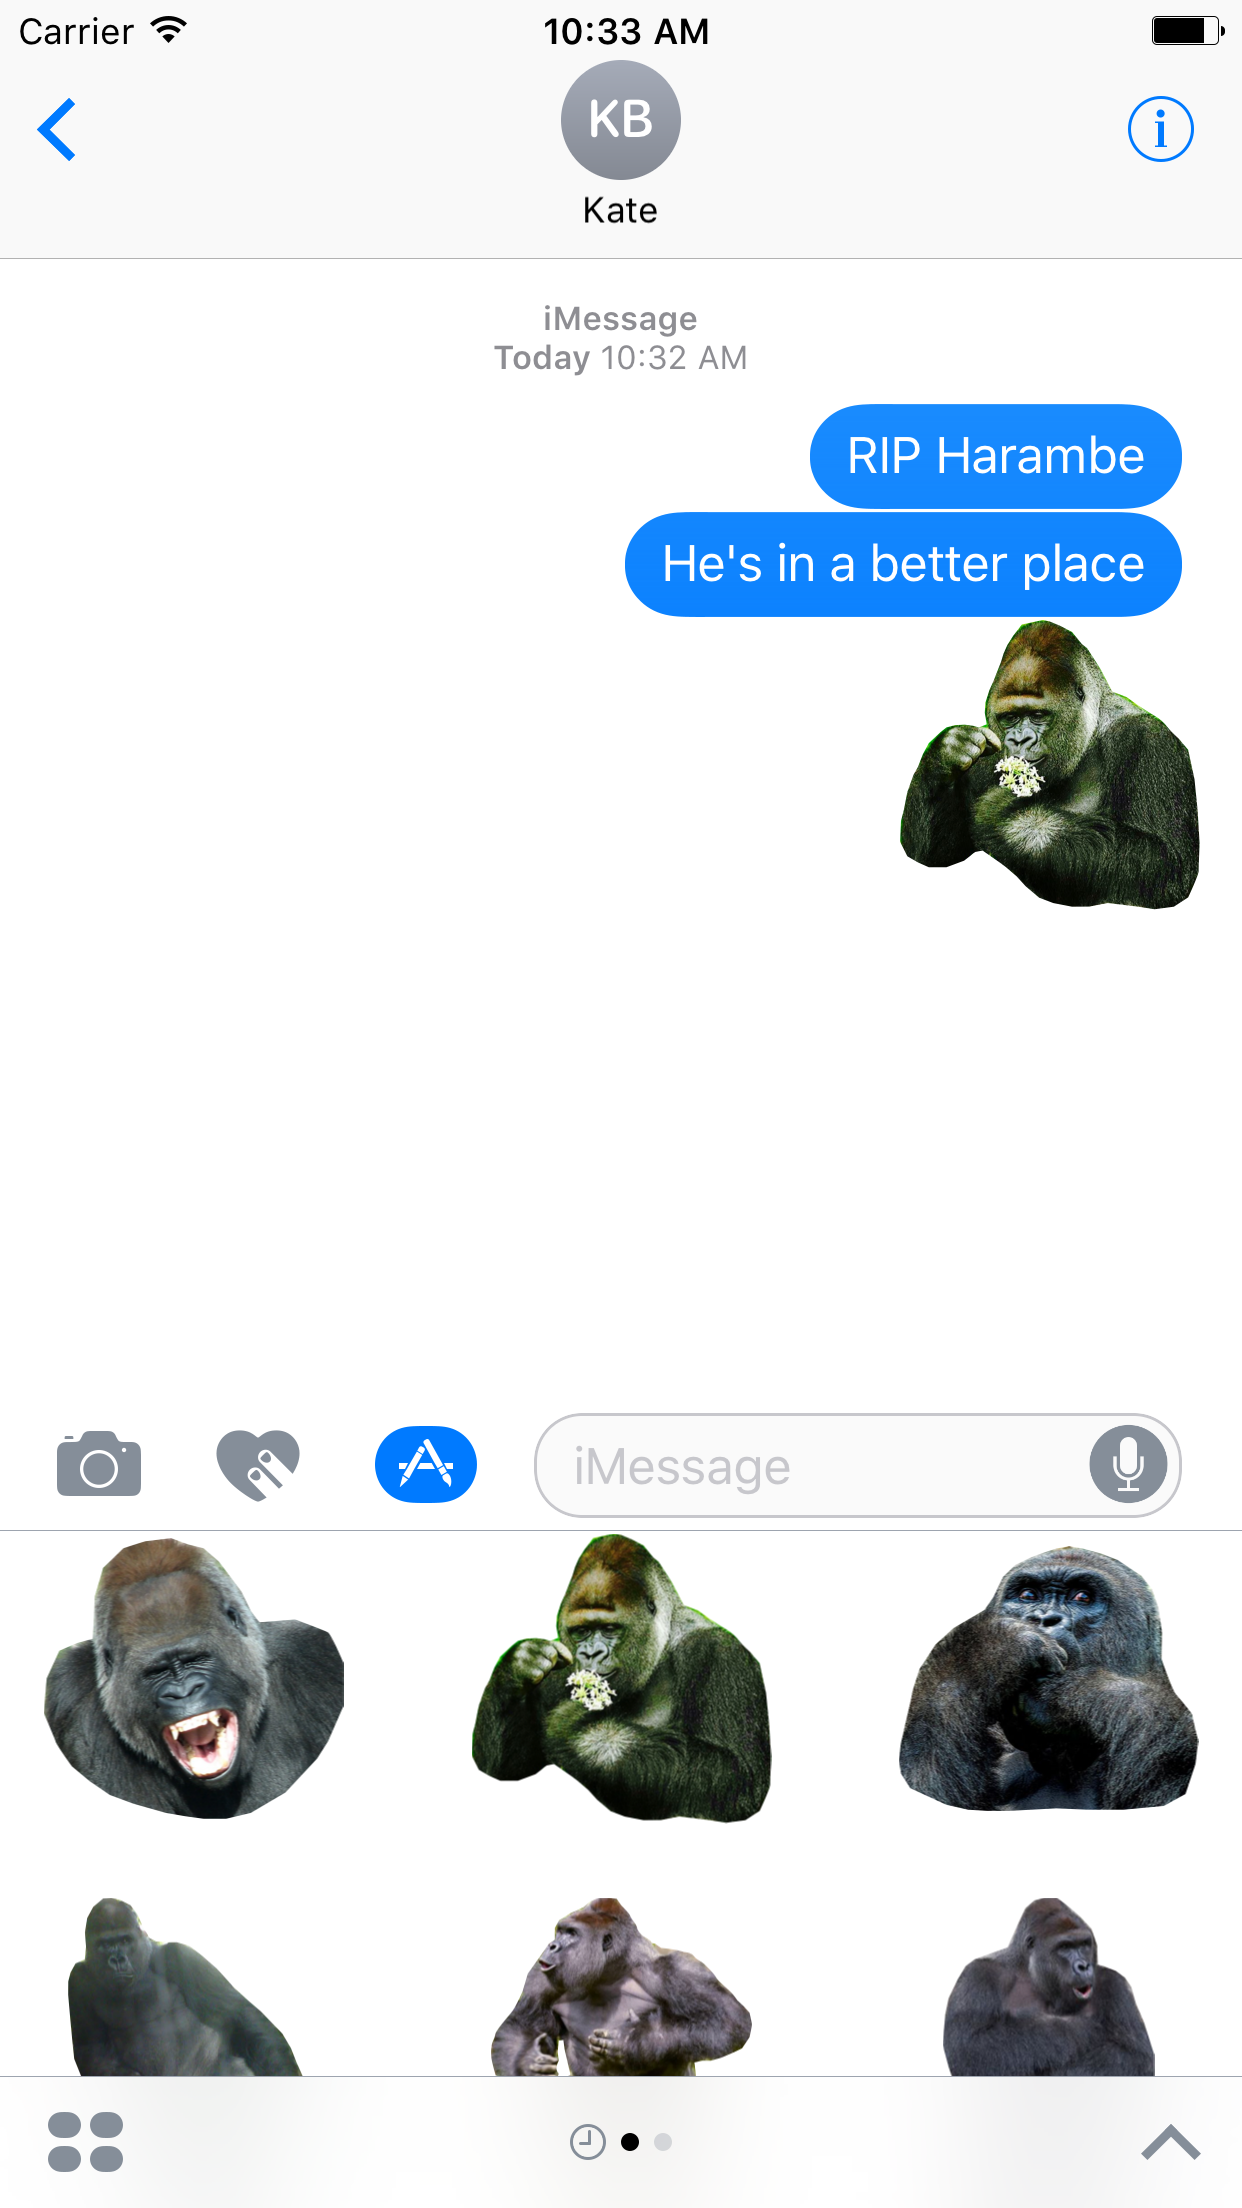 Carrier 10:33 AM
KB
Kate
iMessage
Today 10:32 AM
RIP Harambe
He's in a better place
iMessage